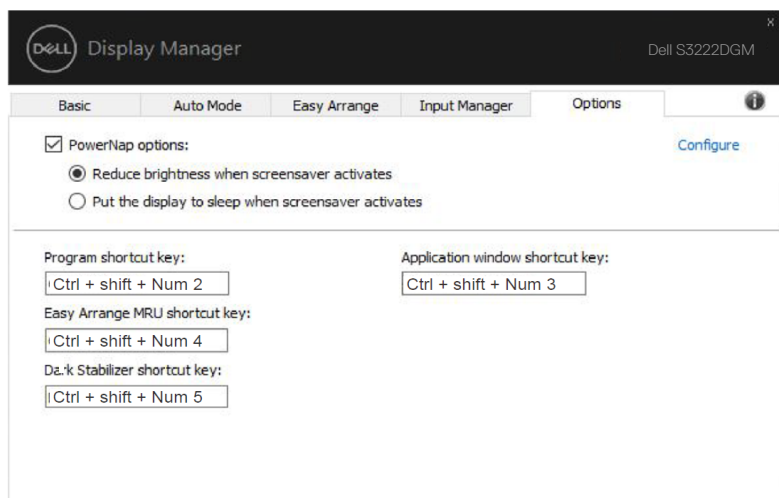 x
DELL Display Manager
Dell S3222DGM
Basic Auto Mode Easy Arrange Input Manager Options
PowerNap options:
Configure
Reduce brightness when screensaver activates
Put the display to sleep when screensaver activates
Program shortcut key:
Application window shortcut key:
Ctrl + shift + Num 2
Ctrl + shift + Num 3
Easy Arrange MRU shortcut key:
Ctrl + shift + Num 4
Dark Stabilizer shortcut key:
Ctrl + shift + Num 5